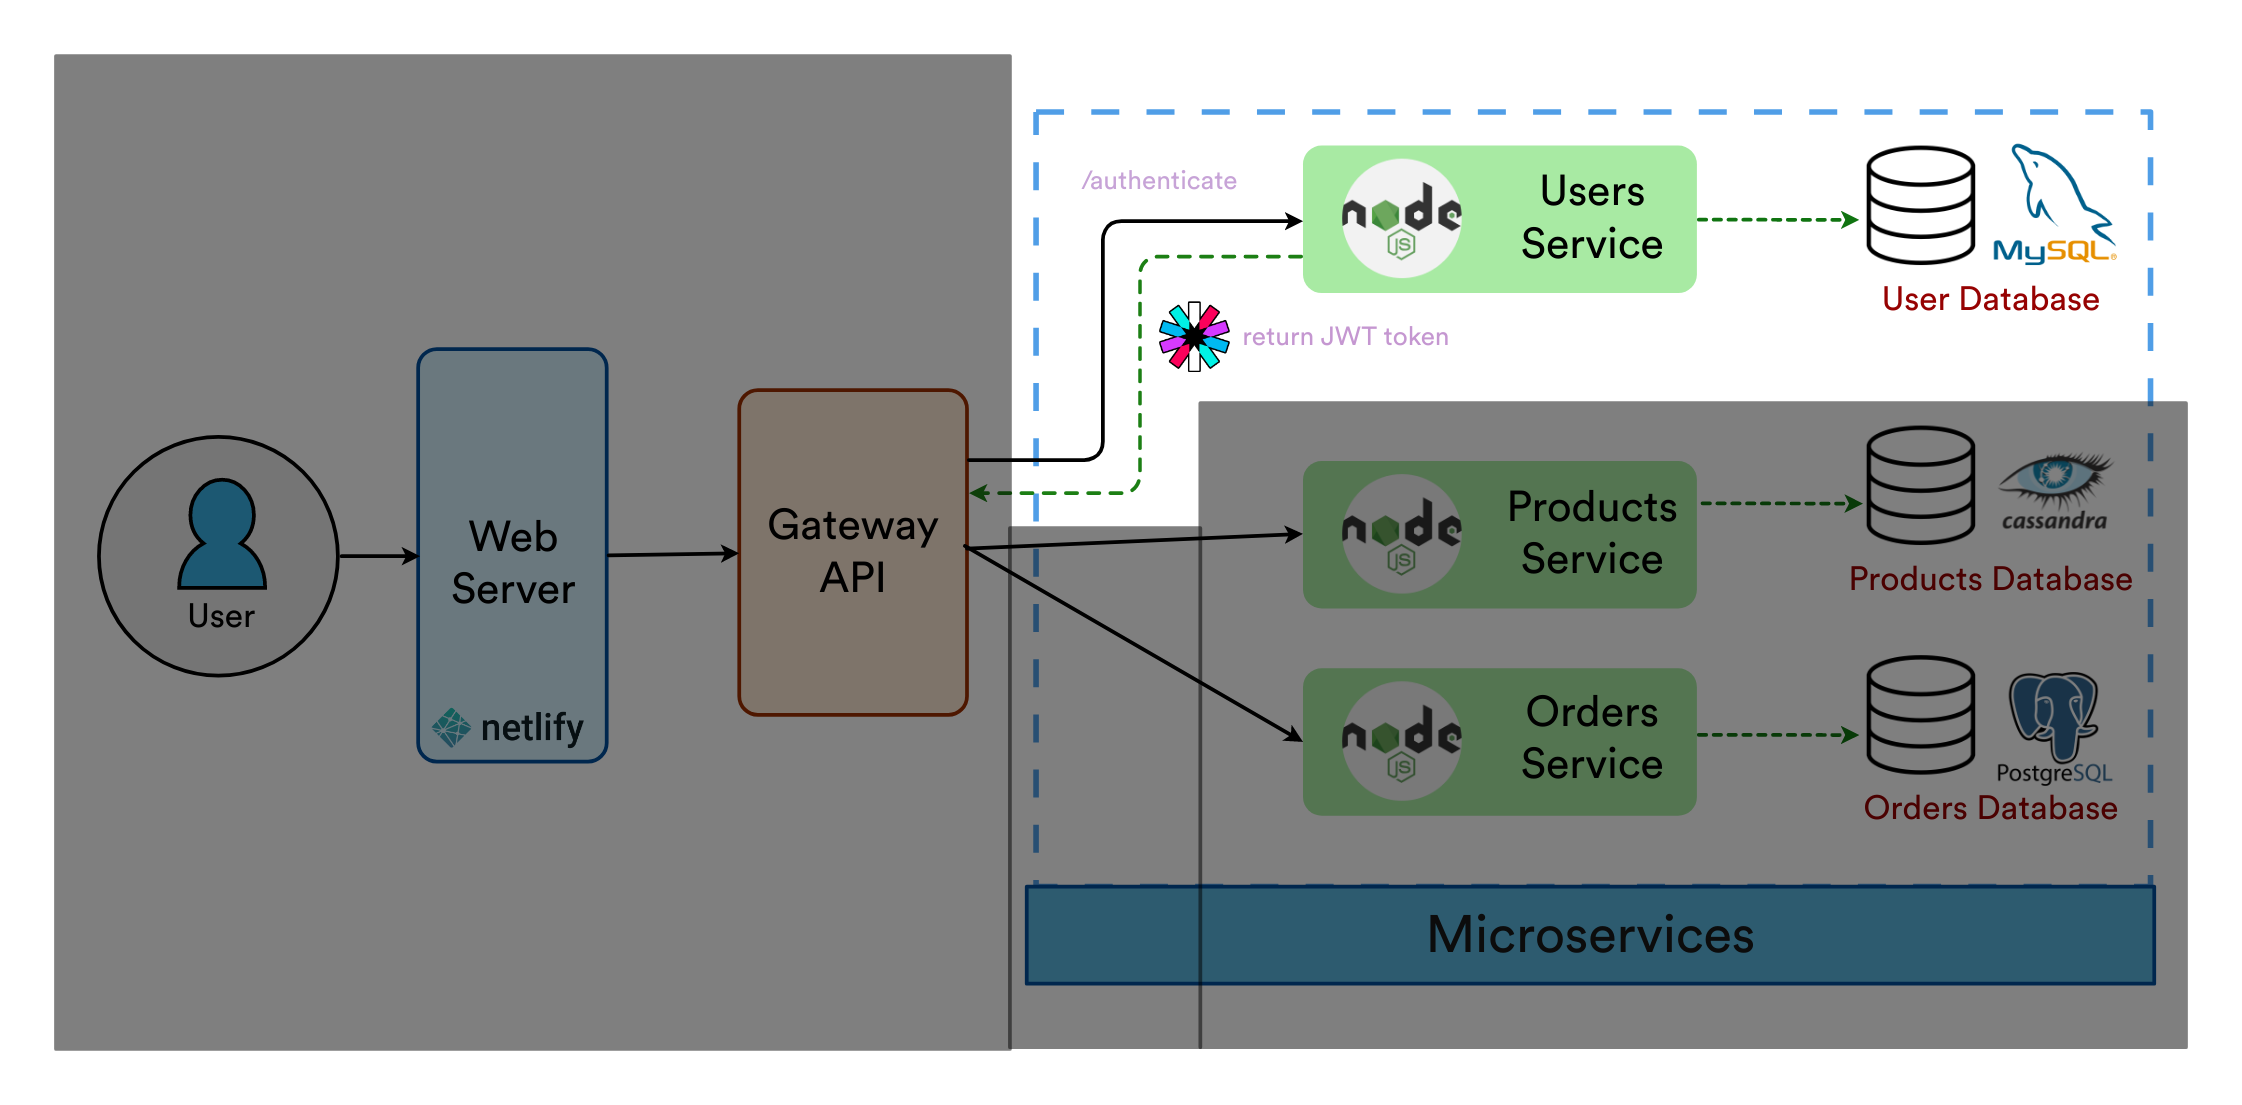 /authenticate
node
JS
Users
Service
MySQL®
User Database
return JWT token
User
Web
Server
netlify
Gateway
API
node
JS
Products
Service
cassandra
Products Database
node
JS
Orders
Service
PostgreSQL
Orders Database
Microservices